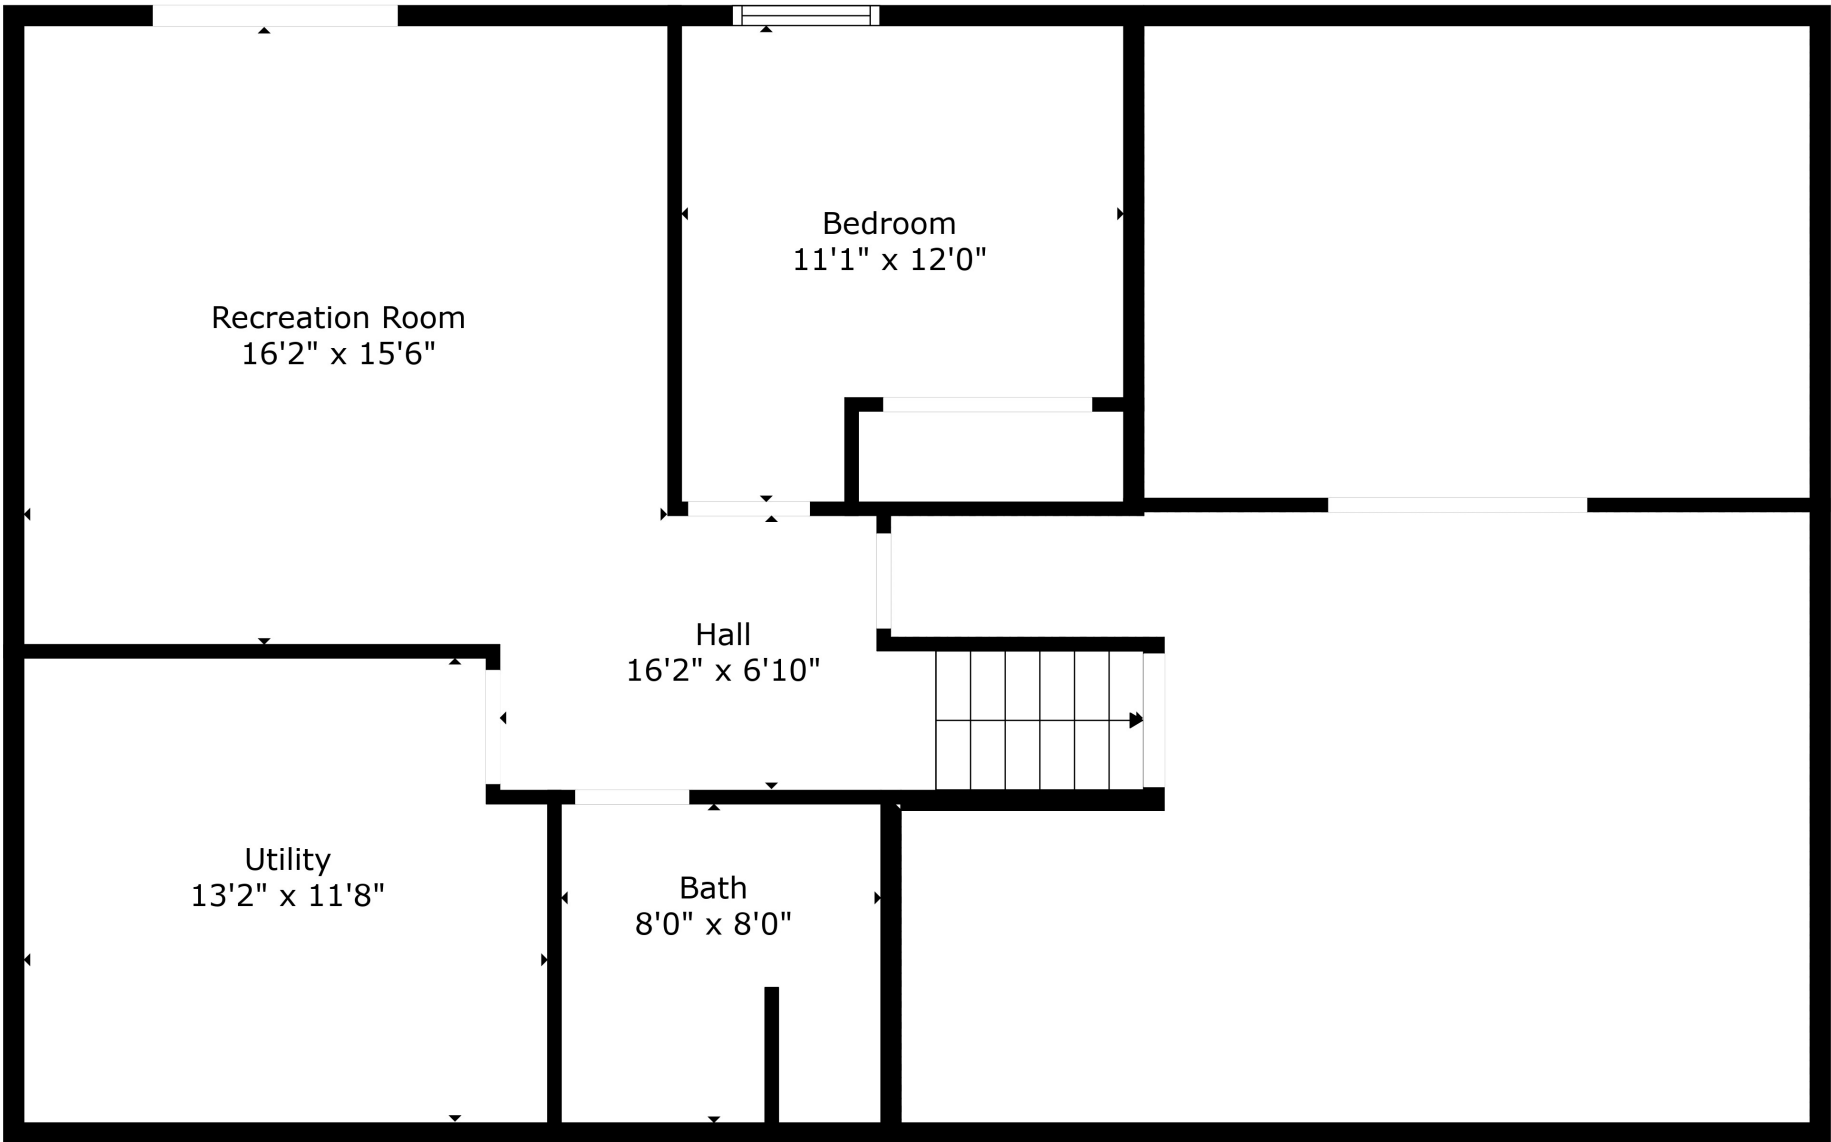 Bedroom
11'1" x 12'0"
Recreation Room
16'2" x 15'6"
Hall
16'2" x 6'10"
Utility
13'2" x 11'8"
Bath
8'0" x 8'0"